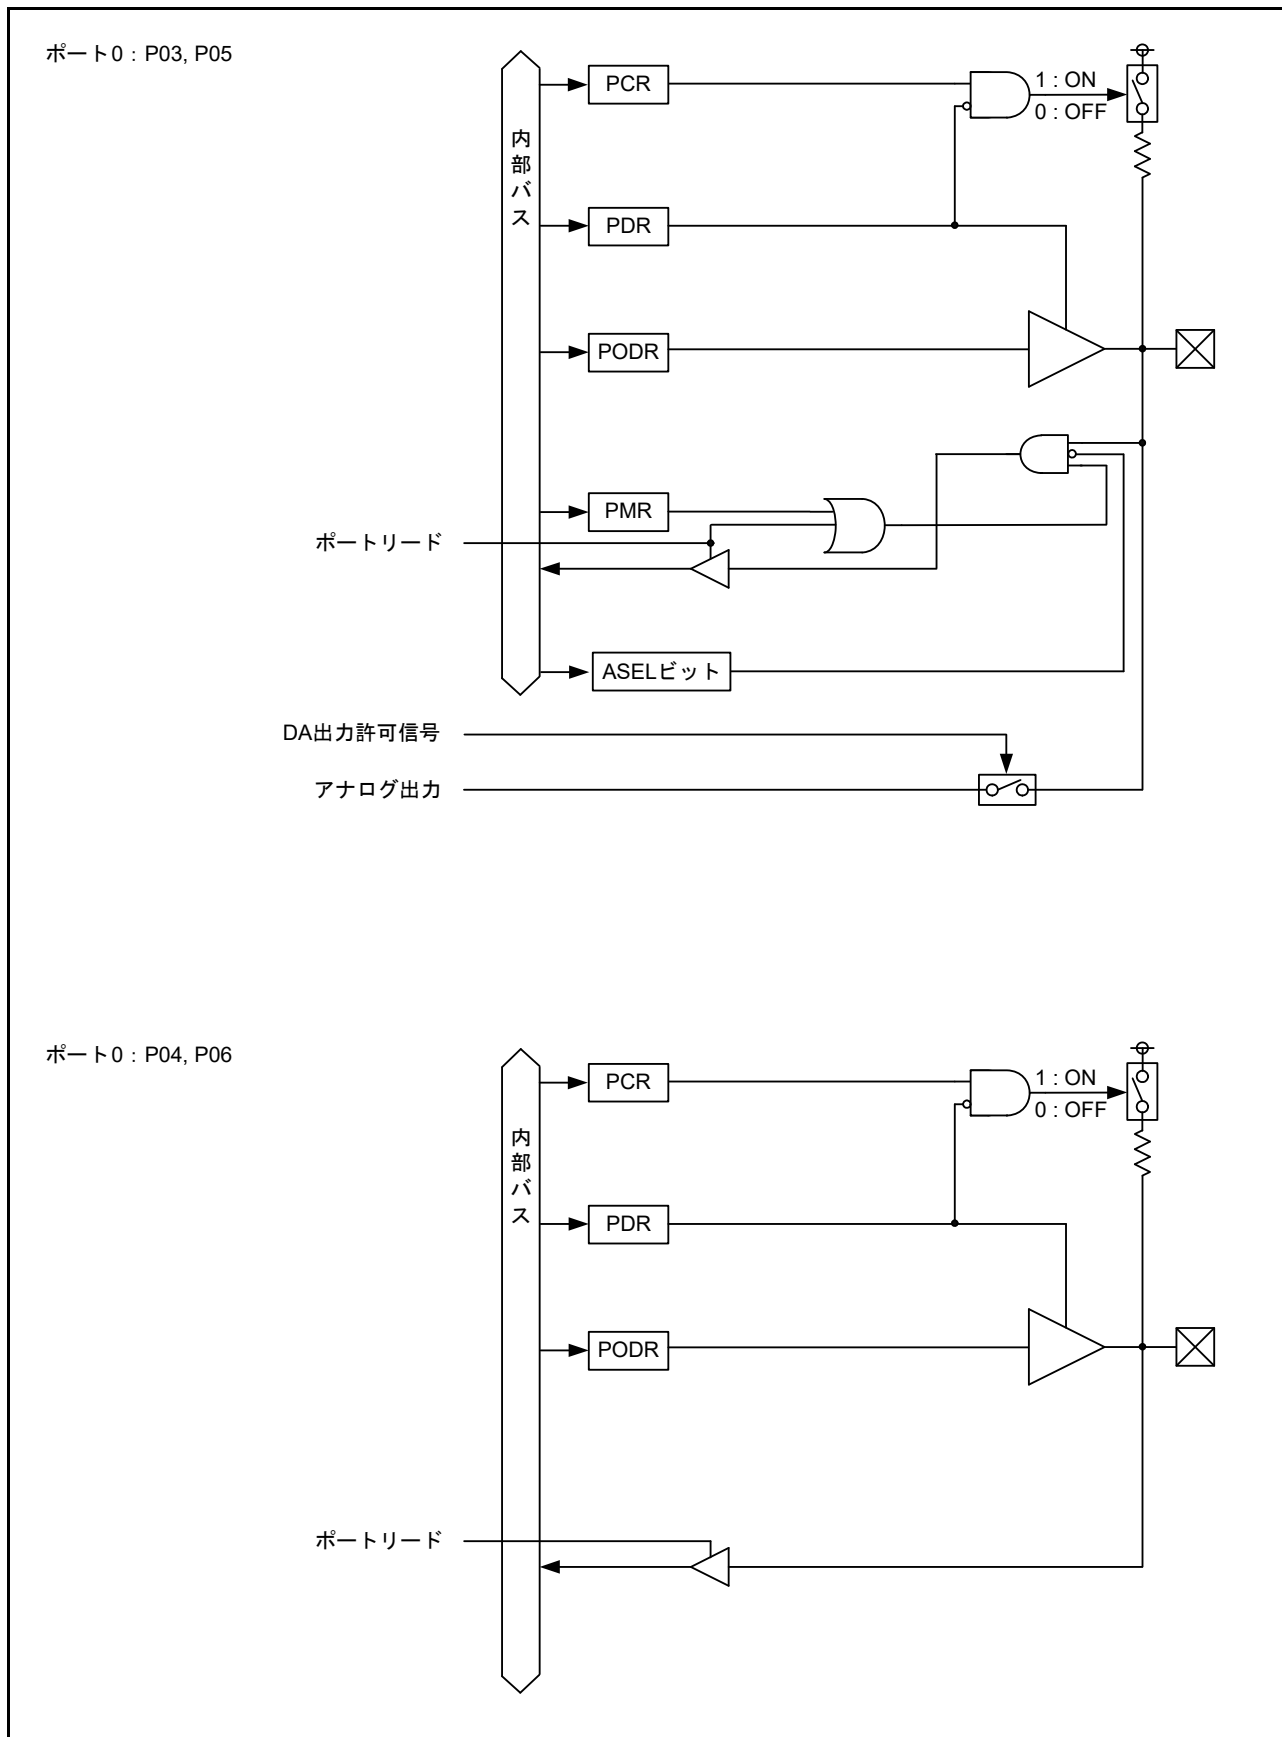 ポート0 : P03, P05
PCR
1 : ON
0 : OFF
内部バス
PDR
PODR
PMR
ポートリード
ASELビット
DA出力許可信号
アナログ出力
ポート0 : P04, P06
PCR
1 : ON
0 : OFF
内部バス
PDR
PODR
ポートリード